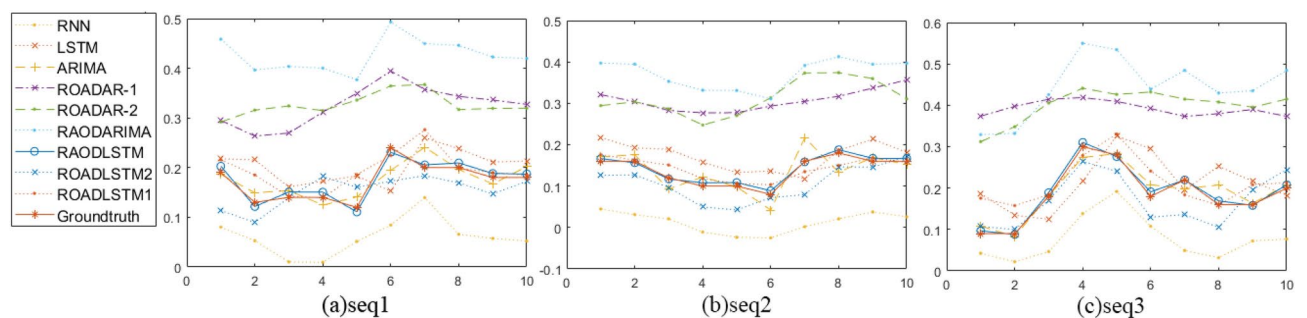 RNN
LSTM
ARIMA
ROADAR-1
ROADAR-2
RAODARIMA
RAODLSTM
ROADLSTM2
ROADLSTM1
Groundtruth
0.5
0.4
0.3
0.2
0.1
0
0 2 4 6 8 10
(a)seq1
0.5
0.4
0.3
0.2
0.1
0
-0.1
0 2 4 6 8 10
(b)seq2
0.6
0.5
0.4
0.3
0.2
0.1
0
0 2 4 6 8 10
(c)seq3